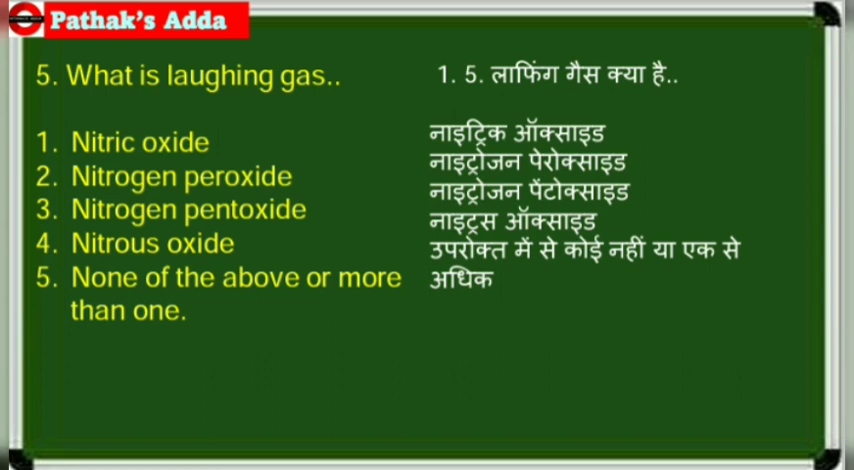 Pathak's Adda
5. What is laughing gas..
1. Nitric oxide
2. Nitrogen peroxide
3. Nitrogen pentoxide
4. Nitrous oxide
5. None of the above or more
than one.
1. 5. लाफिंग गैस क्या है..
नाइट्रिक ऑक्साइड
नाइट्रोजन पेरोक्साइड
नाइट्रोजन पेंटोक्साइड
नाइट्रस ऑक्साइड
उपरोक्त में से कोई नहीं या एक से
अधिक